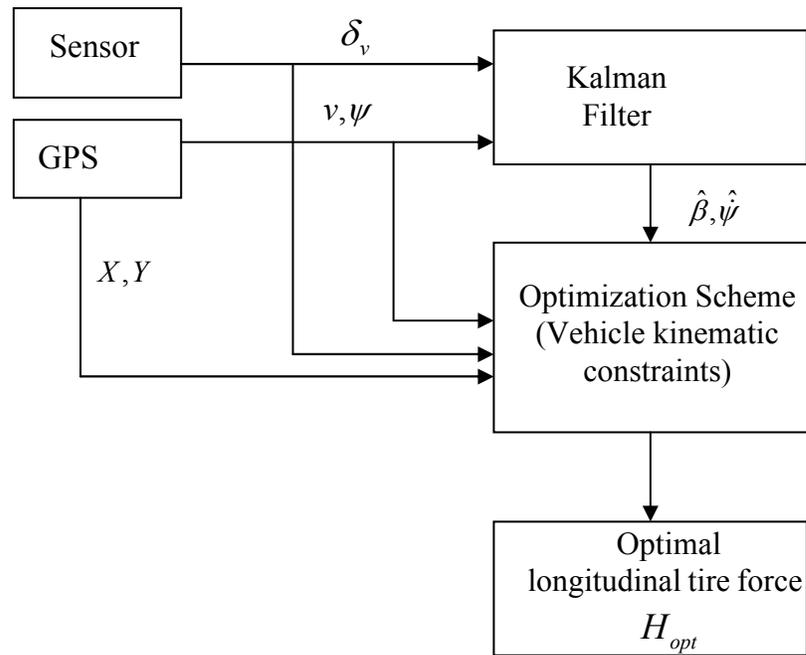 Sensor
δ_v
Kalman
Filter
v,ψ
GPS
β̂,ψ̇̂
X,Y
Optimization Scheme
(Vehicle kinematic
constraints)
Optimal
longitudinal tire force
H_opt